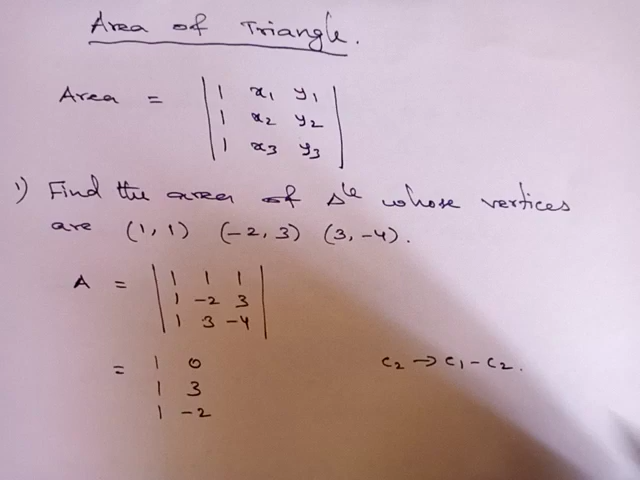 Area of Triangle.
Area = | 1 x₁ y₁ |
| 1 x₂ y₂ |
| 1 x₃ y₃ |
1) Find the area of Δle whose vertices
are (1, 1) (-2, 3) (3, -4).
A = | 1 1 1 |
| 1 -2 3 |
| 1 3 -4 |
= 1 0 C₂ → C₁ - C₂.
1 3
1 -2